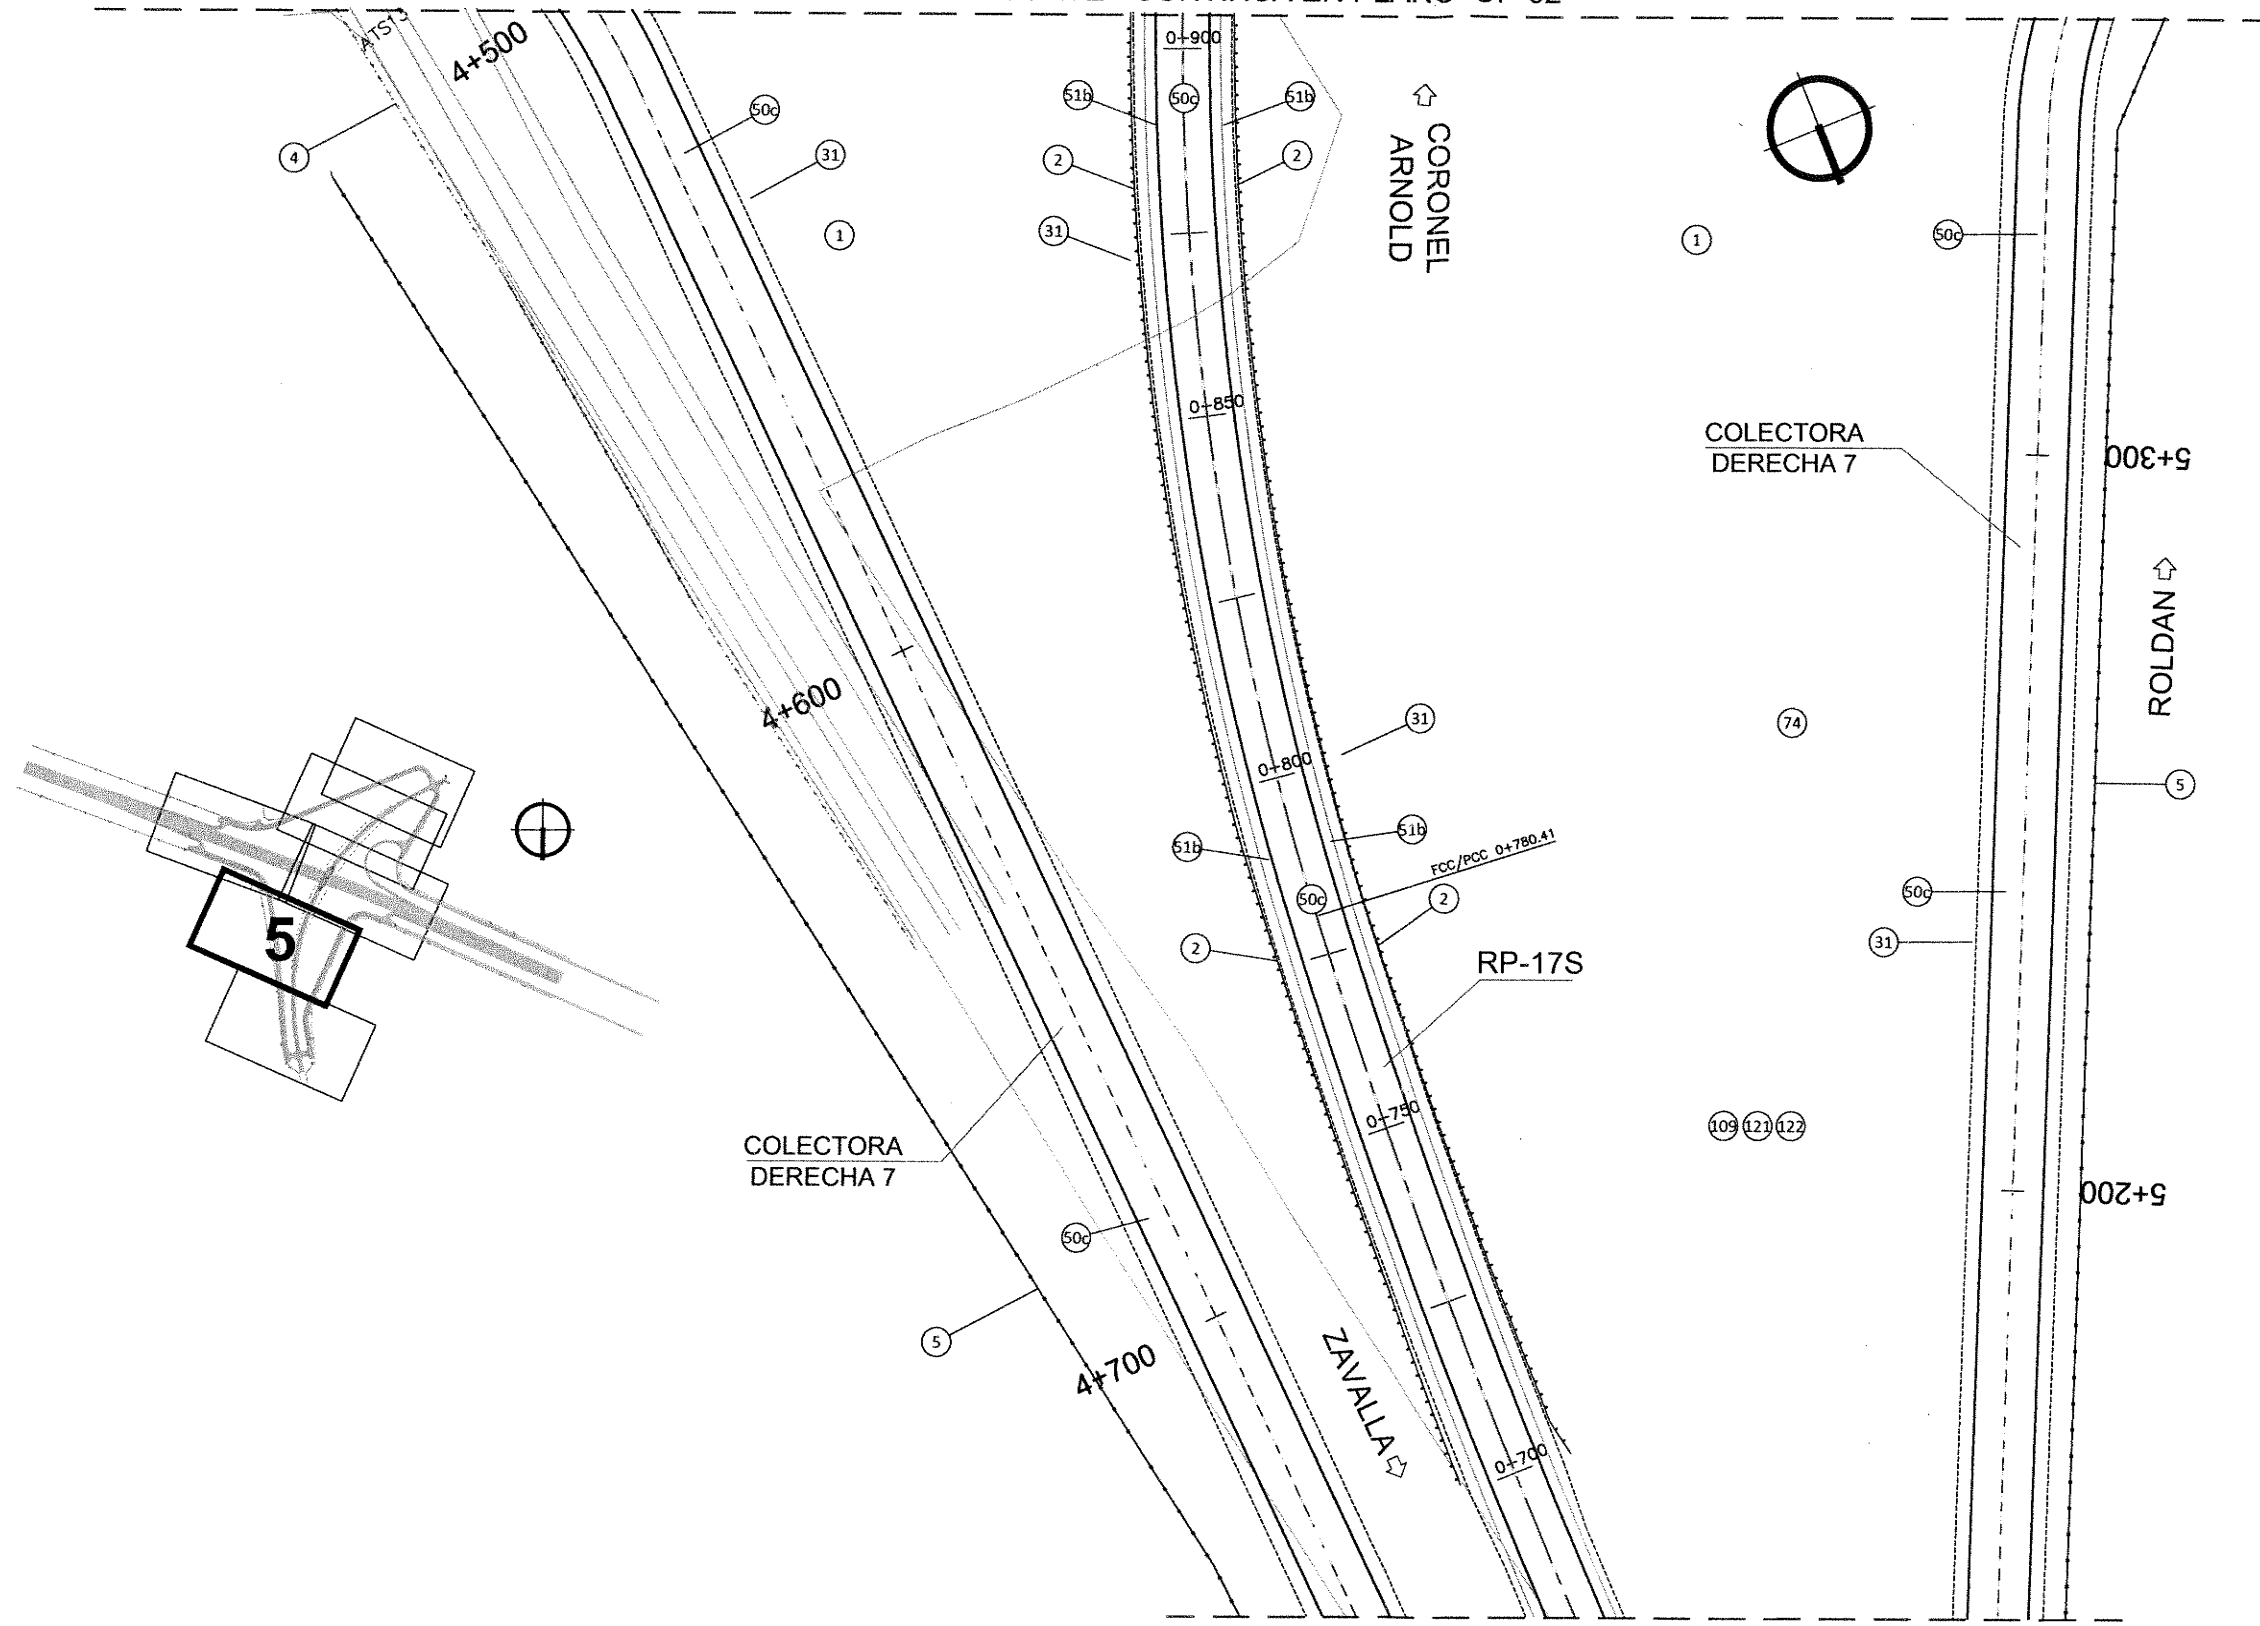 ATS13
4+500
0+900
51b
50c
51b
50c
4
31
2
2
CORONEL
ARNOLD
31
1
1
50c
0+850
COLECTORA
DERECHA 7
5+300
ROLDAN
4+600
31
74
0+800
5
51b
51b
FCC/PCC 0+780.41
50c
2
50c
5
2
31
RP-17S
0+750
109 121 122
COLECTORA
DERECHA 7
5+200
50c
5
4+700
ZAVALLA
0+700